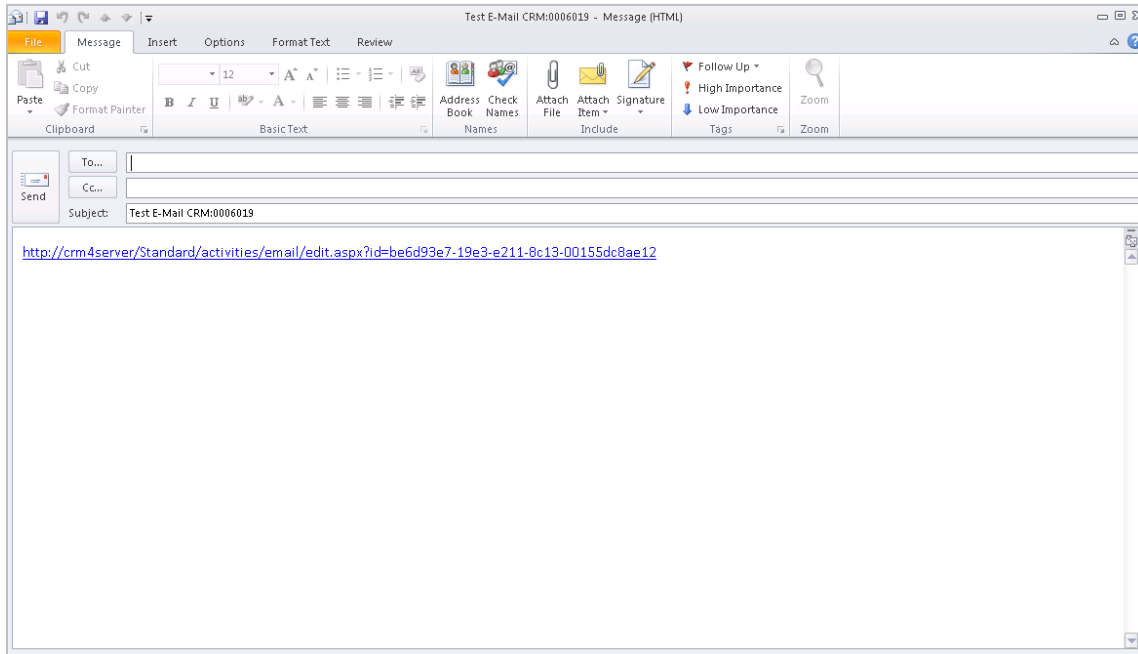 Test E-Mail CRM:0006019 - Message (HTML)
File Message Insert Options Format Text Review
Paste
Cut
Copy
Format Painter
Clipboard
12
B I U
Basic Text
Address Book
Check Names
Names
Attach File
Attach Item
Signature
Include
Follow Up
High Importance
Low Importance
Tags
Zoom
Zoom
Send
To...
Cc...
Subject: Test E-Mail CRM:0006019
http://crm4server/Standard/activities/email/edit.aspx?id=be6d93e7-19e3-e211-8c13-00155dc8ae12